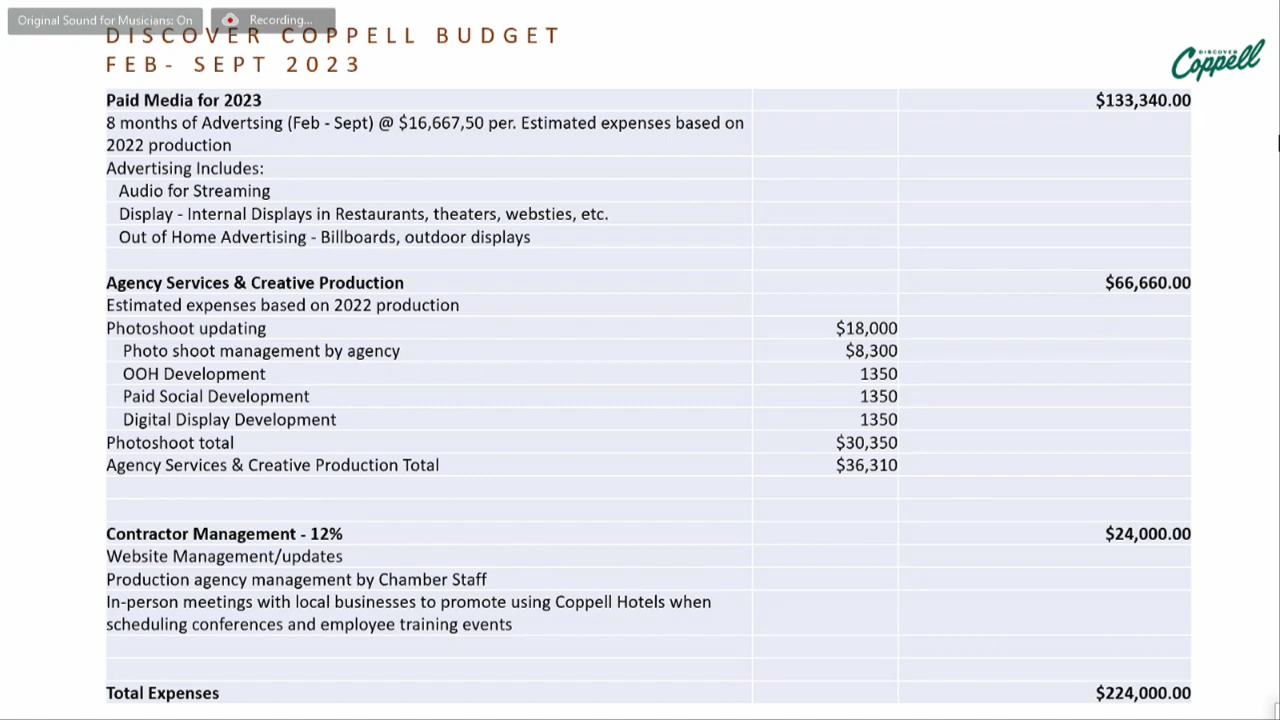 Original Sound for Musicians: On
Recording...
DISCOVER COPPELL BUDGET
FEB- SEPT 2023
DISCOVER
Coppell
Paid Media for 2023 $133,340.00
8 months of Advertsing (Feb - Sept) @ $16,667,50 per. Estimated expenses based on
2022 production
Advertising Includes:
Audio for Streaming
Display - Internal Displays in Restaurants, theaters, websties, etc.
Out of Home Advertising - Billboards, outdoor displays
Agency Services & Creative Production $66,660.00
Estimated expenses based on 2022 production
Photoshoot updating $18,000
Photo shoot management by agency $8,300
OOH Development 1350
Paid Social Development 1350
Digital Display Development 1350
Photoshoot total $30,350
Agency Services & Creative Production Total $36,310
Contractor Management - 12% $24,000.00
Website Management/updates
Production agency management by Chamber Staff
In-person meetings with local businesses to promote using Coppell Hotels when
scheduling conferences and employee training events
Total Expenses $224,000.00